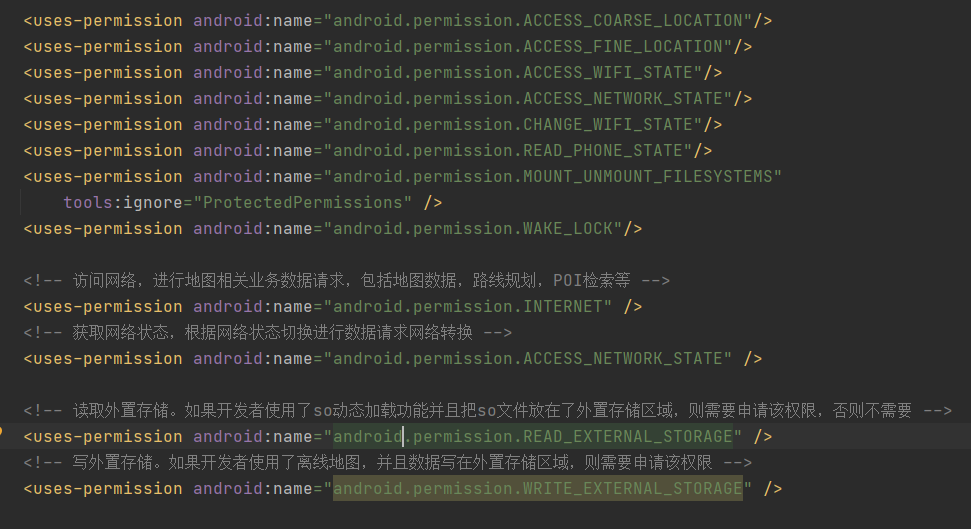 <uses-permission android:name="android.permission.ACCESS_COARSE_LOCATION"/>
<uses-permission android:name="android.permission.ACCESS_FINE_LOCATION"/>
<uses-permission android:name="android.permission.ACCESS_WIFI_STATE"/>
<uses-permission android:name="android.permission.ACCESS_NETWORK_STATE"/>
<uses-permission android:name="android.permission.CHANGE_WIFI_STATE"/>
<uses-permission android:name="android.permission.READ_PHONE_STATE"/>
<uses-permission android:name="android.permission.MOUNT_UNMOUNT_FILESYSTEMS"
tools:ignore="ProtectedPermissions" />
<uses-permission android:name="android.permission.WAKE_LOCK"/>
<!-- 访问网络，进行地图相关业务数据请求，包括地图数据，路线规划，POI检索等 -->
<uses-permission android:name="android.permission.INTERNET" />
<!-- 获取网络状态，根据网络状态切换进行数据请求网络转换 -->
<uses-permission android:name="android.permission.ACCESS_NETWORK_STATE" />
<!-- 读取外置存储。如果开发者使用了so动态加载功能并且把so文件放在了外置存储区域，则需要申请该权限，否则不需要 -->
<uses-permission android:name="android.permission.READ_EXTERNAL_STORAGE" />
<!-- 写外置存储。如果开发者使用了离线地图，并且数据写在外置存储区域，则需要申请该权限 -->
<uses-permission android:name="android.permission.WRITE_EXTERNAL_STORAGE" />